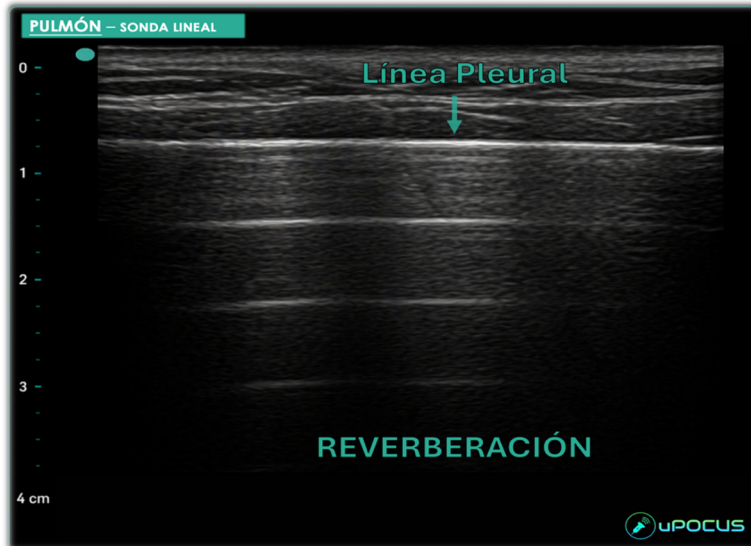 PULMÓN – SONDA LINEAL
0
Línea Pleural
1
2
3
REVERBERACIÓN
4 cm
uPOCUS